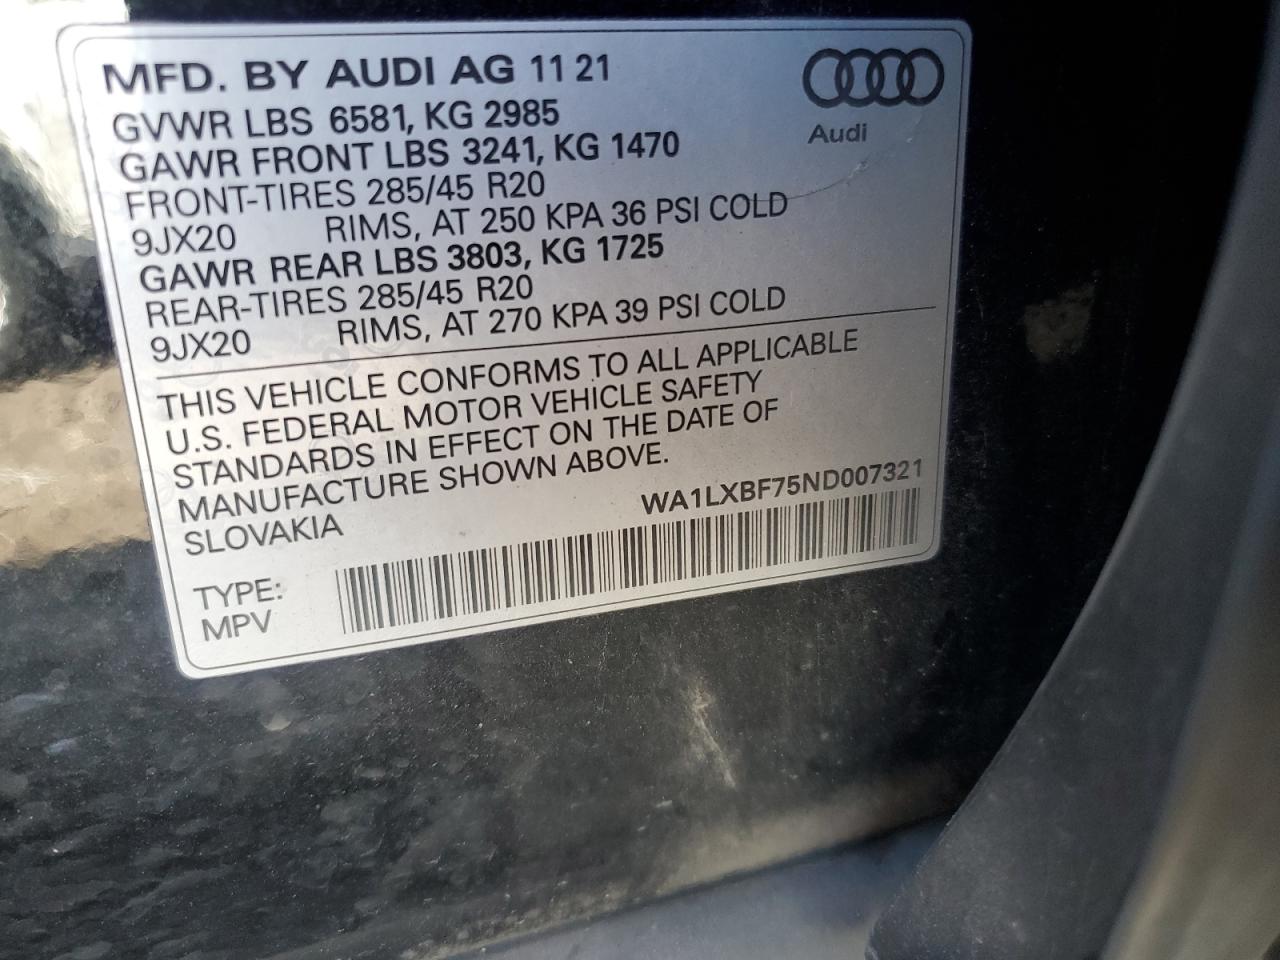 MFD. BY AUDI AG 11 21
Audi
GVWR LBS 6581, KG 2985
GAWR FRONT LBS 3241, KG 1470
FRONT-TIRES 285/45 R20
9JX20 RIMS, AT 250 KPA 36 PSI COLD
GAWR REAR LBS 3803, KG 1725
REAR-TIRES 285/45 R20
9JX20 RIMS, AT 270 KPA 39 PSI COLD
THIS VEHICLE CONFORMS TO ALL APPLICABLE
U.S. FEDERAL MOTOR VEHICLE SAFETY
STANDARDS IN EFFECT ON THE DATE OF
MANUFACTURE SHOWN ABOVE.
SLOVAKIA
WA1LXBF75ND007321
TYPE:
MPV